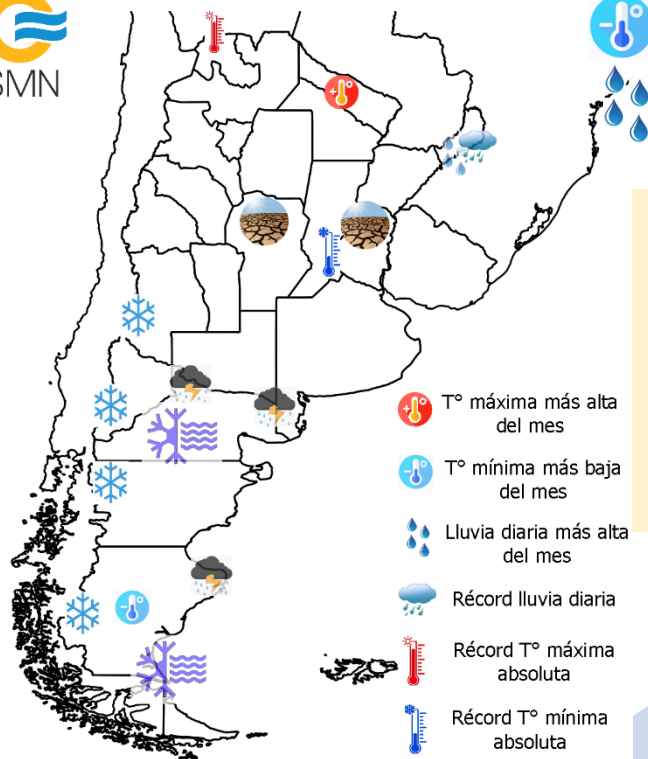 SMN
T° máxima más alta
del mes
T° mínima más baja
del mes
Lluvia diaria más alta
del mes
Récord lluvia diaria
Récord T° máxima
absoluta
Récord T° mínima
absoluta